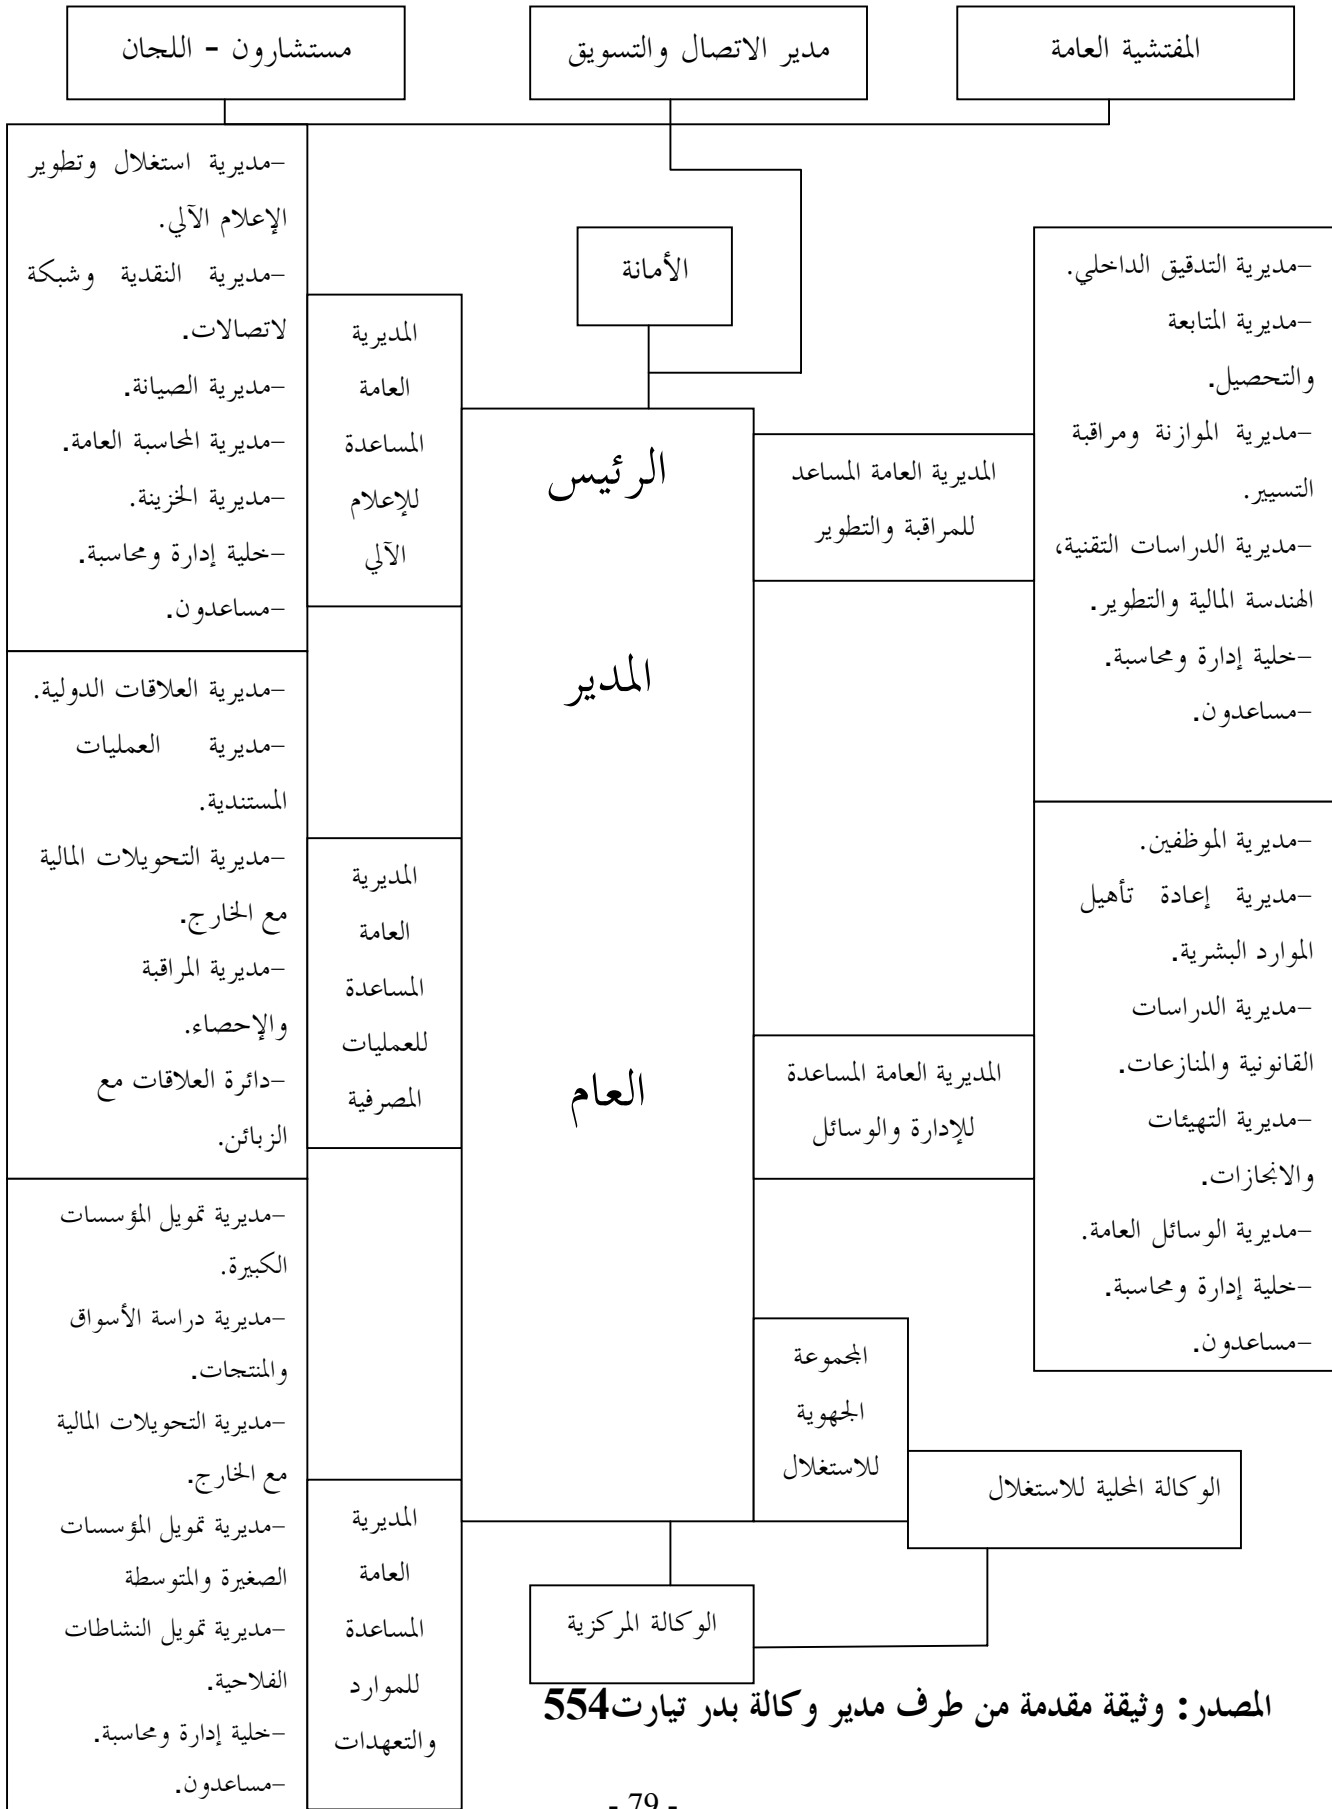 المفتشية العامة
مدير الاتصال والتسويق
مستشارون - اللجان
الأمانة
الرئيس
المدير
العام
–مديرية التدقيق الداخلي.
–مديرية المتابعة
والتحصيل.
–مديرية الموازنة ومراقبة
التسيير.
–مديرية الدراسات التقنية،
الهندسة المالية والتطوير.
–خلية إدارة ومحاسبة.
–مساعدون.
المديرية العامة المساعد
للمراقبة والتطوير
–مديرية الموظفين.
–مديرية إعادة تأهيل
الموارد البشرية.
–مديرية الدراسات
القانونية والمنازعات.
–مديرية التهيئات
والانجازات.
–مديرية الوسائل العامة.
–خلية إدارة ومحاسبة.
–مساعدون.
المديرية العامة المساعدة
للإدارة والوسائل
المجموعة
الجهوية
للاستغلال
الوكالة المحلية للاستغلال
الوكالة المركزية
المديرية
العامة
المساعدة
للإعلام
الآلي
–مديرية استغلال وتطوير
الإعلام الآلي.
–مديرية النقدية وشبكة
لاتصالات.
–مديرية الصيانة.
–مديرية المحاسبة العامة.
–مديرية الخزينة.
–خلية إدارة ومحاسبة.
–مساعدون.
المديرية
العامة
المساعدة
للعمليات
المصرفية
–مديرية العلاقات الدولية.
–مديرية العمليات
المستندية.
–مديرية التحويلات المالية
مع الخارج.
–مديرية المراقبة
والإحصاء.
–دائرة العلاقات مع
الزبائن.
المديرية
العامة
المساعدة
للموارد
والتعهدات
–مديرية تمويل المؤسسات
الكبيرة.
–مديرية دراسة الأسواق
والمنتجات.
–مديرية التحويلات المالية
مع الخارج.
–مديرية تمويل المؤسسات
الصغيرة والمتوسطة
–مديرية تمويل النشاطات
الفلاحية.
–خلية إدارة ومحاسبة.
–مساعدون.
المصدر: وثيقة مقدمة من طرف مدير وكالة بدر تيارت554
- 79 -